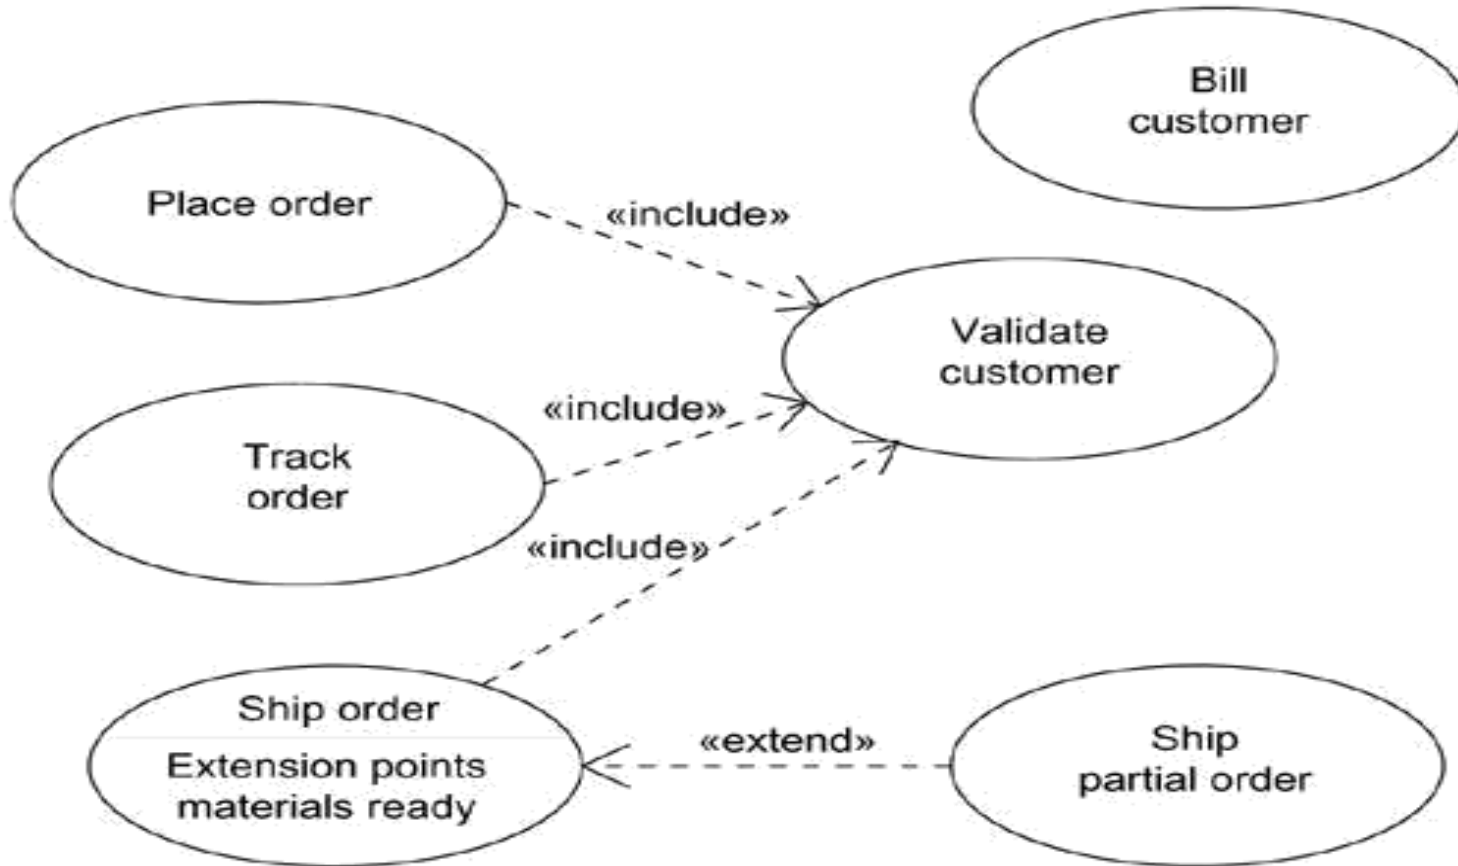 Bill
customer
Place order
«include»
Validate
customer
«include»
Track
order
«include»
Ship order
Extension points
materials ready
«extend»
Ship
partial order